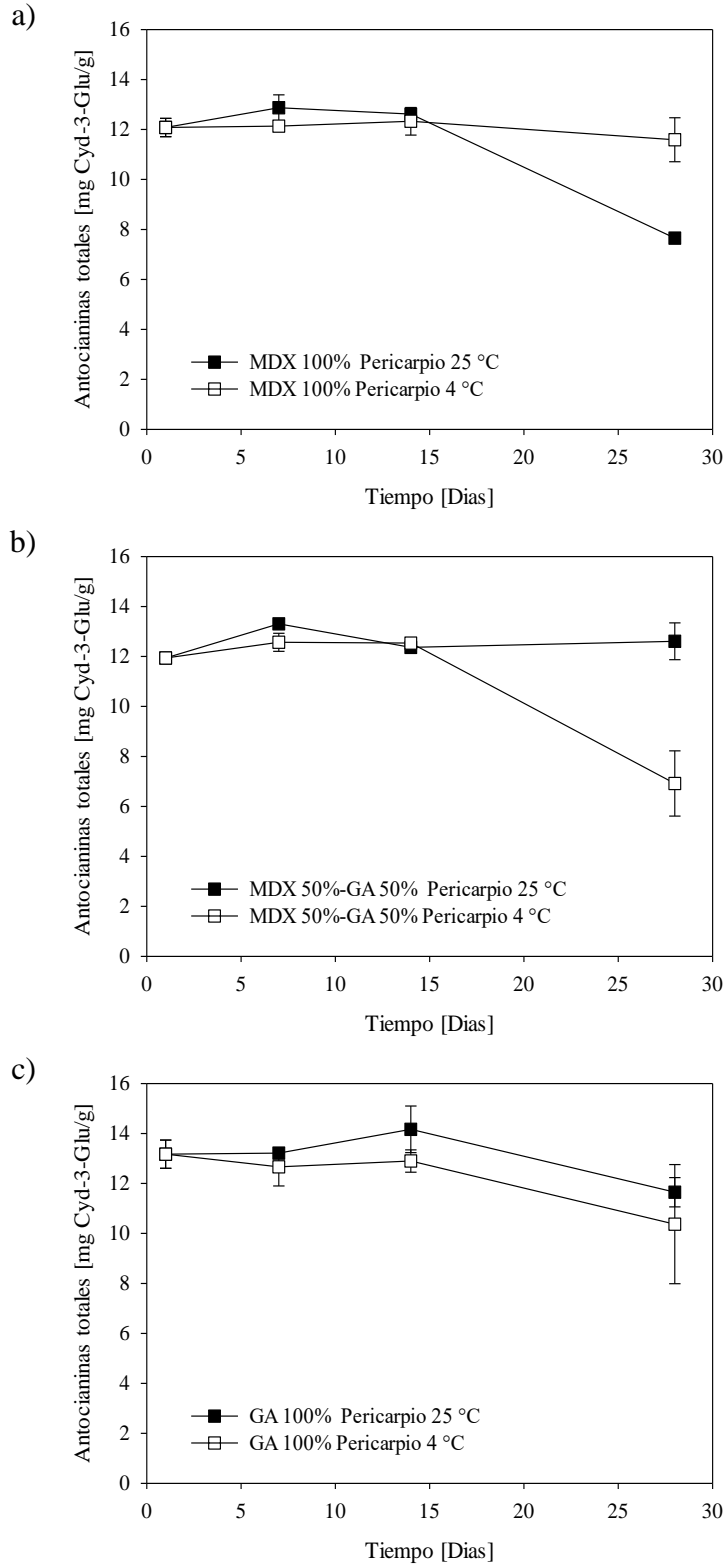 a)
Antocianinas totales [mg Cyd-3-Glu/g]
16
14
12
10
8
6
4
2
0
MDX 100%  Pericarpio 25 °C
MDX 100% Pericarpio 4 °C
0 5 10 15 20 25 30
Tiempo [Dias]
b)
Antocianinas totales [mg Cyd-3-Glu/g]
16
14
12
10
8
6
4
2
0
MDX 50%-GA 50%  Pericarpio 25 °C
MDX 50%-GA 50% Pericarpio 4 °C
0 5 10 15 20 25 30
Tiempo [Dias]
c)
Antocianinas totales [mg Cyd-3-Glu/g]
16
14
12
10
8
6
4
2
0
GA 100%  Pericarpio 25 °C
GA 100% Pericarpio 4 °C
0 5 10 15 20 25 30
Tiempo [Dias]